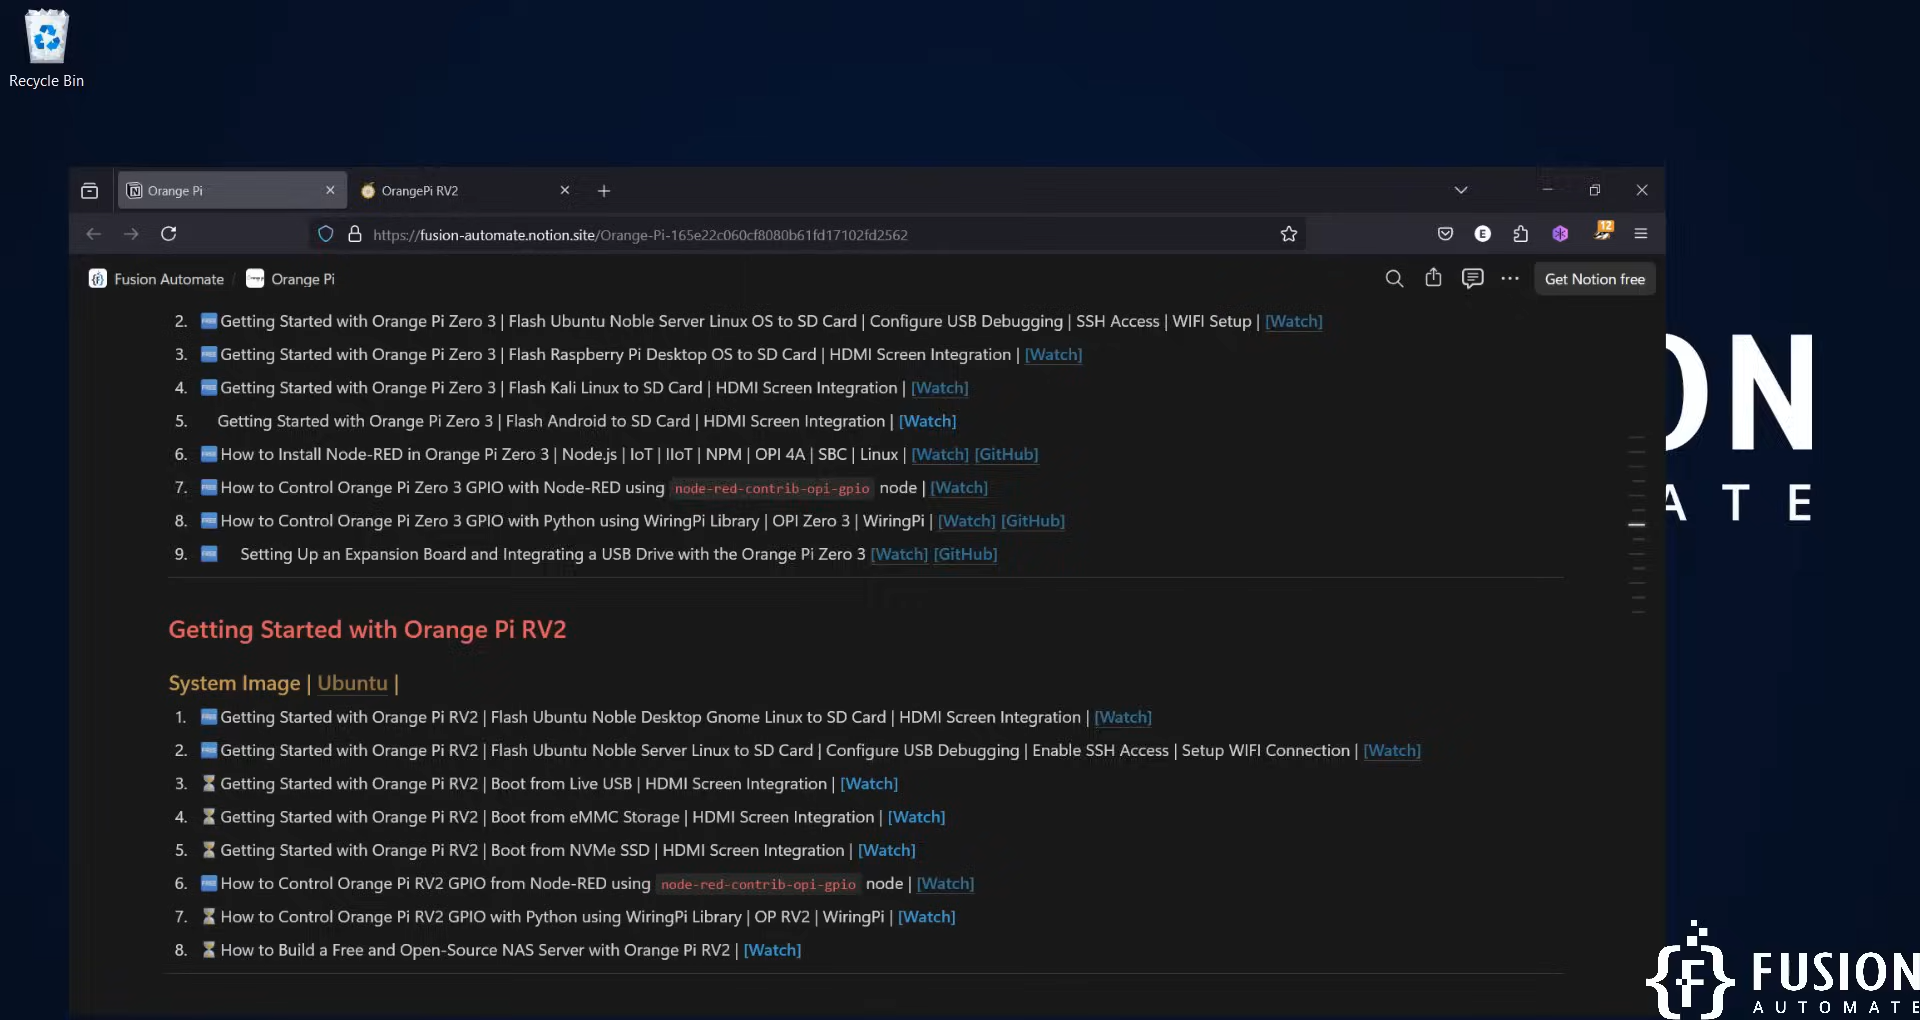 Recycle Bin
Orange Pi
OrangePi RV2
https://fusion-automate.notion.site/Orange-Pi-165e22c060cf8080b61fd17102fd2562
E
12
Fusion Automate / Orange Pi
Get Notion free
2. FREE Getting Started with Orange Pi Zero 3 | Flash Ubuntu Noble Server Linux OS to SD Card | Configure USB Debugging | SSH Access | WIFI Setup | [Watch]
3. FREE Getting Started with Orange Pi Zero 3 | Flash Raspberry Pi Desktop OS to SD Card | HDMI Screen Integration | [Watch]
4. FREE Getting Started with Orange Pi Zero 3 | Flash Kali Linux to SD Card | HDMI Screen Integration | [Watch]
5. Getting Started with Orange Pi Zero 3 | Flash Android to SD Card | HDMI Screen Integration | [Watch]
6. FREE How to Install Node-RED in Orange Pi Zero 3 | Node.js | IoT | IIoT | NPM | OPI 4A | SBC | Linux | [Watch] [GitHub]
7. FREE How to Control Orange Pi Zero 3 GPIO with Node-RED using node-red-contrib-opi-gpio node | [Watch]
8. FREE How to Control Orange Pi Zero 3 GPIO with Python using WiringPi Library | OPI Zero 3 | WiringPi | [Watch] [GitHub]
9. FREE Setting Up an Expansion Board and Integrating a USB Drive with the Orange Pi Zero 3 [Watch] [GitHub]
Getting Started with Orange Pi RV2
System Image | Ubuntu |
1. FREE Getting Started with Orange Pi RV2 | Flash Ubuntu Noble Desktop Gnome Linux to SD Card | HDMI Screen Integration | [Watch]
2. FREE Getting Started with Orange Pi RV2 | Flash Ubuntu Noble Server Linux to SD Card | Configure USB Debugging | Enable SSH Access | Setup WIFI Connection | [Watch]
3. Getting Started with Orange Pi RV2 | Boot from Live USB | HDMI Screen Integration | [Watch]
4. Getting Started with Orange Pi RV2 | Boot from eMMC Storage | HDMI Screen Integration | [Watch]
5. Getting Started with Orange Pi RV2 | Boot from NVMe SSD | HDMI Screen Integration | [Watch]
6. FREE How to Control Orange Pi RV2 GPIO from Node-RED using node-red-contrib-opi-gpio node | [Watch]
7. How to Control Orange Pi RV2 GPIO with Python using WiringPi Library | OP RV2 | WiringPi | [Watch]
8. How to Build a Free and Open-Source NAS Server with Orange Pi RV2 | [Watch]
ON
ATE
{F} FUSION
AUTOMATE